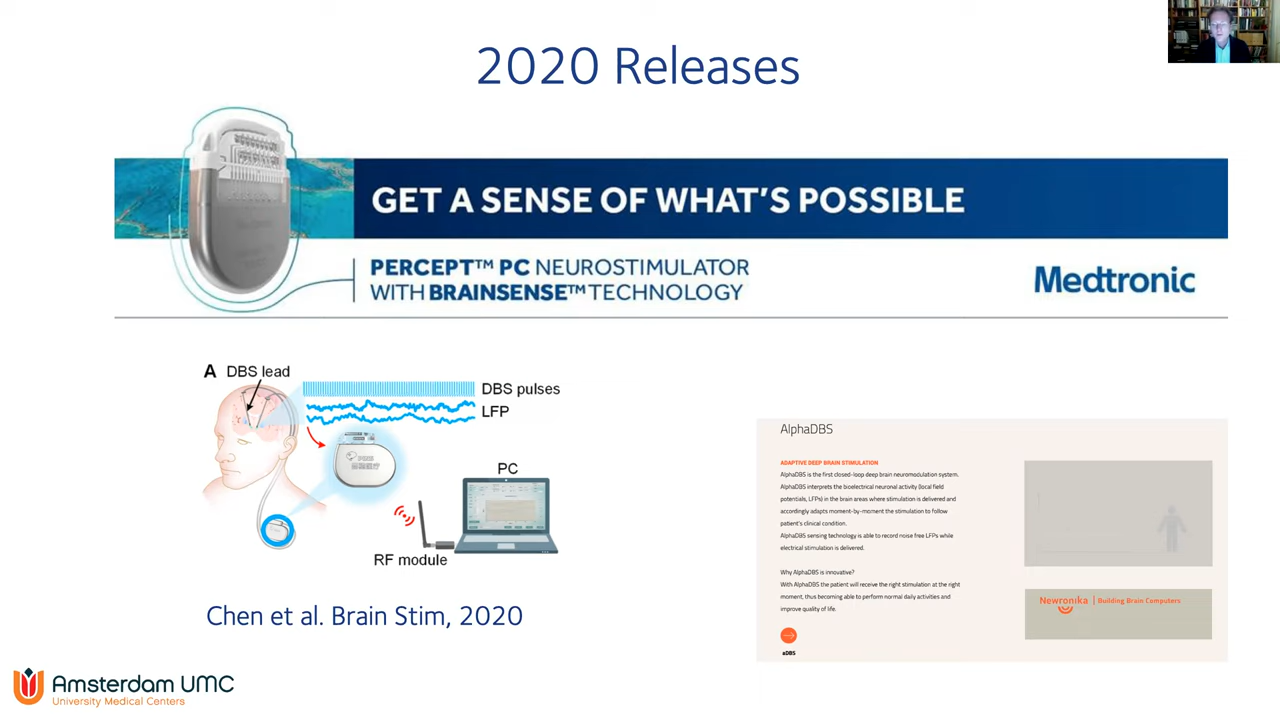 2020 Releases
GET A SENSE OF WHAT'S POSSIBLE
PERCEPT™ PC NEUROSTIMULATOR
WITH BRAINSENSE™ TECHNOLOGY
Medtronic
A DBS lead
DBS pulses
LFP
PC
RF module
Chen et al. Brain Stim, 2020
AlphaDBS
ADAPTIVE DEEP BRAIN STIMULATION
AlphaDBS is the first closed-loop deep brain neuromodulation system.
AlphaDBS interprets the bioelectrical neuronal activity (local field
potentials, LFPs) in the brain areas where stimulation is delivered and
accordingly adapts moment-by-moment the stimulation to follow
patient's clinical condition.
AlphaDBS sensing technology is able to record noise free LFPs while
electrical stimulation is delivered.
Why AlphaDBS is innovative?
With AlphaDBS the patient will receive the right stimulation at the right
moment, thus becoming able to perform normal daily activities and
improve quality of life.
aDBS
Newronika | Building Brain Computers
Amsterdam UMC
University Medical Centers